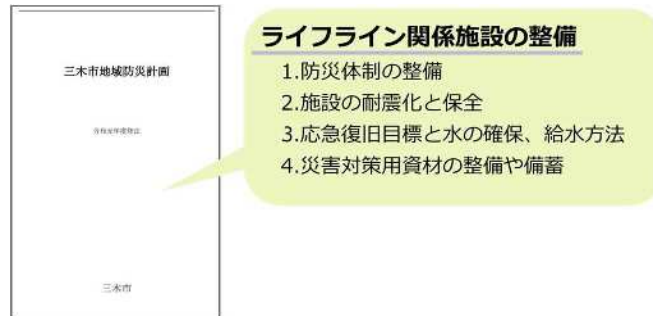 三木市地域防災計画
三木市
ライフライン関係施設の整備
1.防災体制の整備
2.施設の耐震化と保全
3.応急復旧目標と水の確保、給水方法
4.災害対策用資材の整備や備蓄